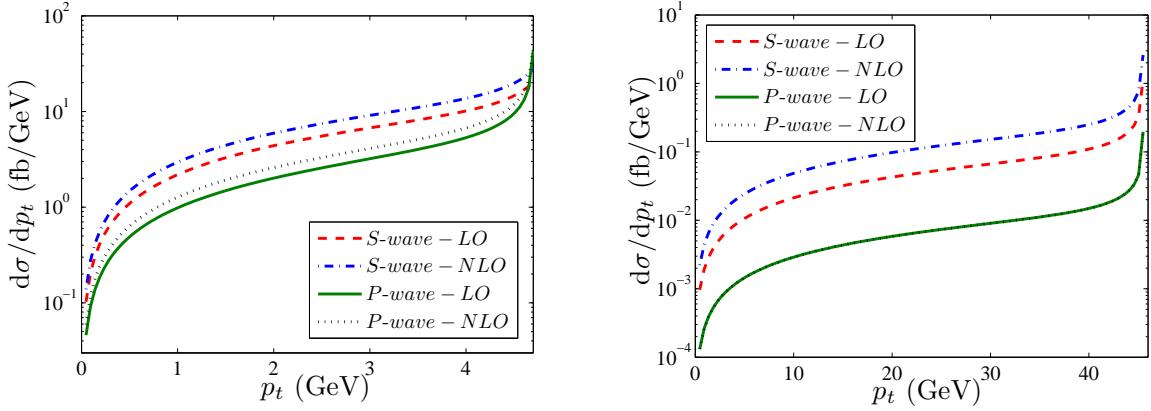 10^2
10^1
10^0
10^{-1}
dσ/dp_t (fb/GeV)
0 1 2 3 4
p_t (GeV)
S-wave − LO
S-wave − NLO
P-wave − LO
P-wave − NLO
10^1
10^0
10^{-1}
10^{-2}
10^{-3}
10^{-4}
dσ/dp_t (fb/GeV)
0 10 20 30 40
p_t (GeV)
S-wave − LO
S-wave − NLO
P-wave − LO
P-wave − NLO